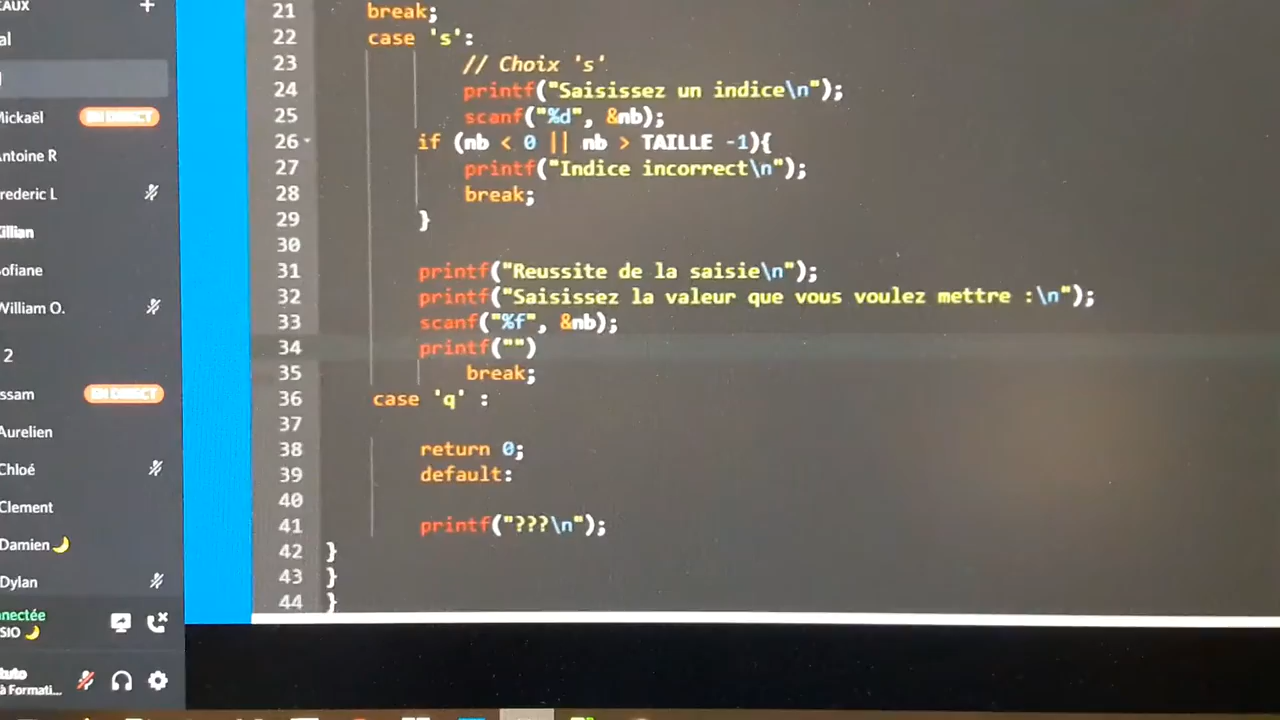 EAUX +
al
Mickaël EN DIRECT
Antoine R
rederic L
Killian
ofiane
William O.
2
ssam EN DIRECT
Aurelien
Chloé
Clement
Damien
Dylan
nectée
SIO
tuto
à Formati...
21 break;
22 case 's':
23 // Choix 's'
24 printf("Saisissez un indice\n");
25 scanf("%d", &nb);
26 if (nb < 0 || nb > TAILLE -1){
27 printf("Indice incorrect\n");
28 break;
29 }
30
31 printf("Reussite de la saisie\n");
32 printf("Saisissez la valeur que vous voulez mettre :\n");
33 scanf("%f", &nb);
34 printf("")
35 break;
36 case 'q' :
37
38 return 0;
39 default:
40
41 printf("???\n");
42 }
43 }
44 }